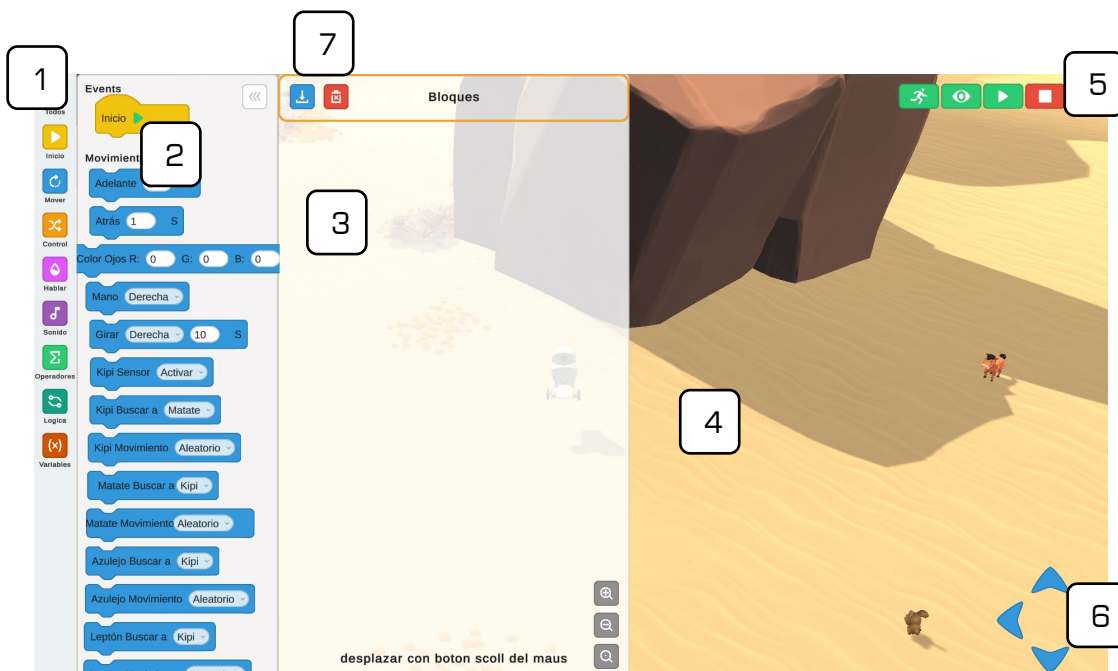 1
7
5
Todos
Inicio
Mover
Control
Hablar
Sonido
Operadores
Logica
Variables
Events
Inicio
2
Movimient
Adelante
Atrás 1 S
Color Ojos R: 0 G: 0 B: 0
Mano Derecha
Girar Derecha 10 S
Kipi Sensor Activar
Kipi Buscar a Matate
Kipi Movimiento Aleatorio
Matate Buscar a Kipi
Matate Movimiento Aleatorio
Azulejo Buscar a Kipi
Azulejo Movimiento Aleatorio
Leptón Buscar a Kipi
Bloques
3
4
6
desplazar con boton scoll del maus